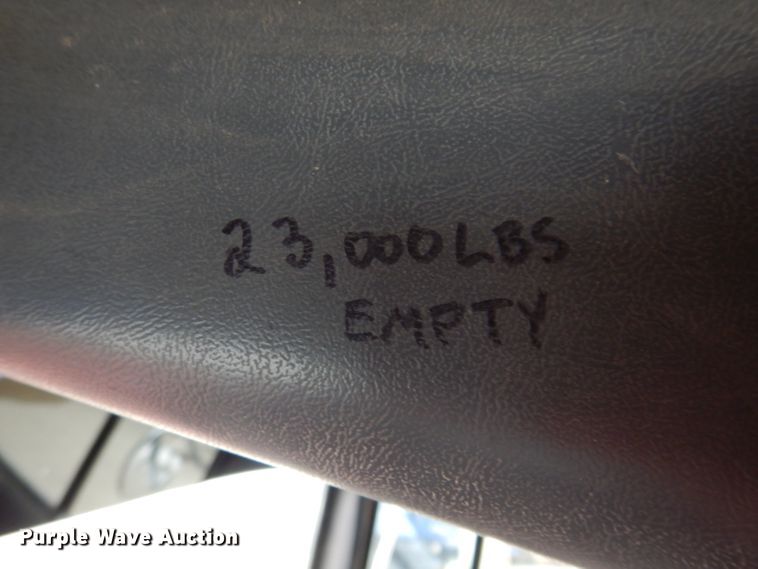 23,000LBS
EMPTY
Purple Wave Auction